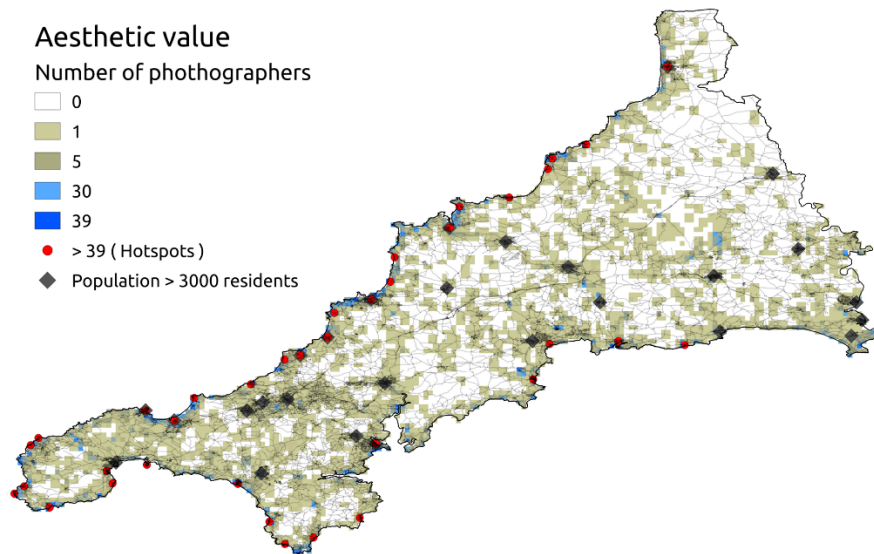 Aesthetic value
Number of phothographers
0
1
5
30
39
> 39 ( Hotspots )
Population > 3000 residents